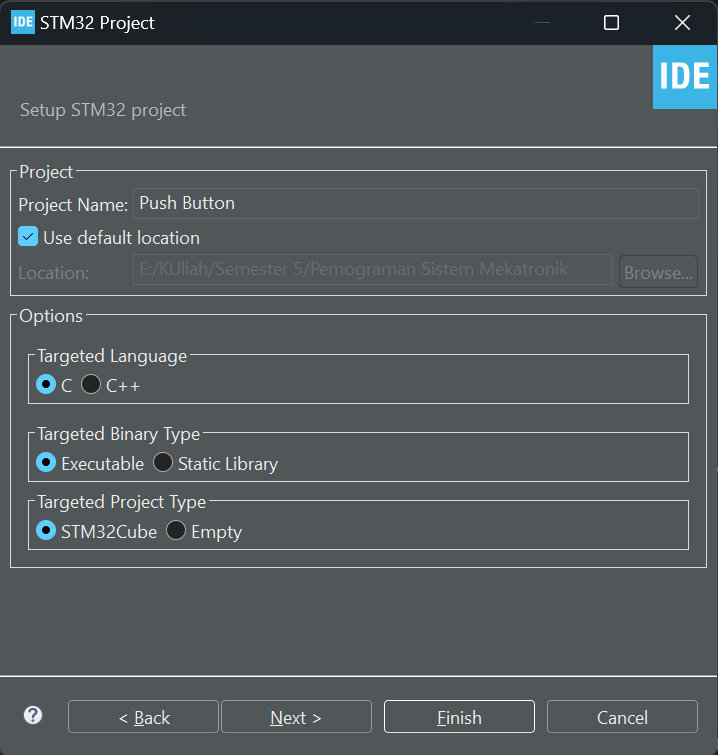 IDE STM32 Project
IDE
Setup STM32 project
Project
Project Name: Push Button
Use default location
Location: E:/KUliah/Semester 5/Pemograman Sistem Mekatronik Browse...
Options
Targeted Language
C C++
Targeted Binary Type
Executable Static Library
Targeted Project Type
STM32Cube Empty
? < Back Next > Finish Cancel